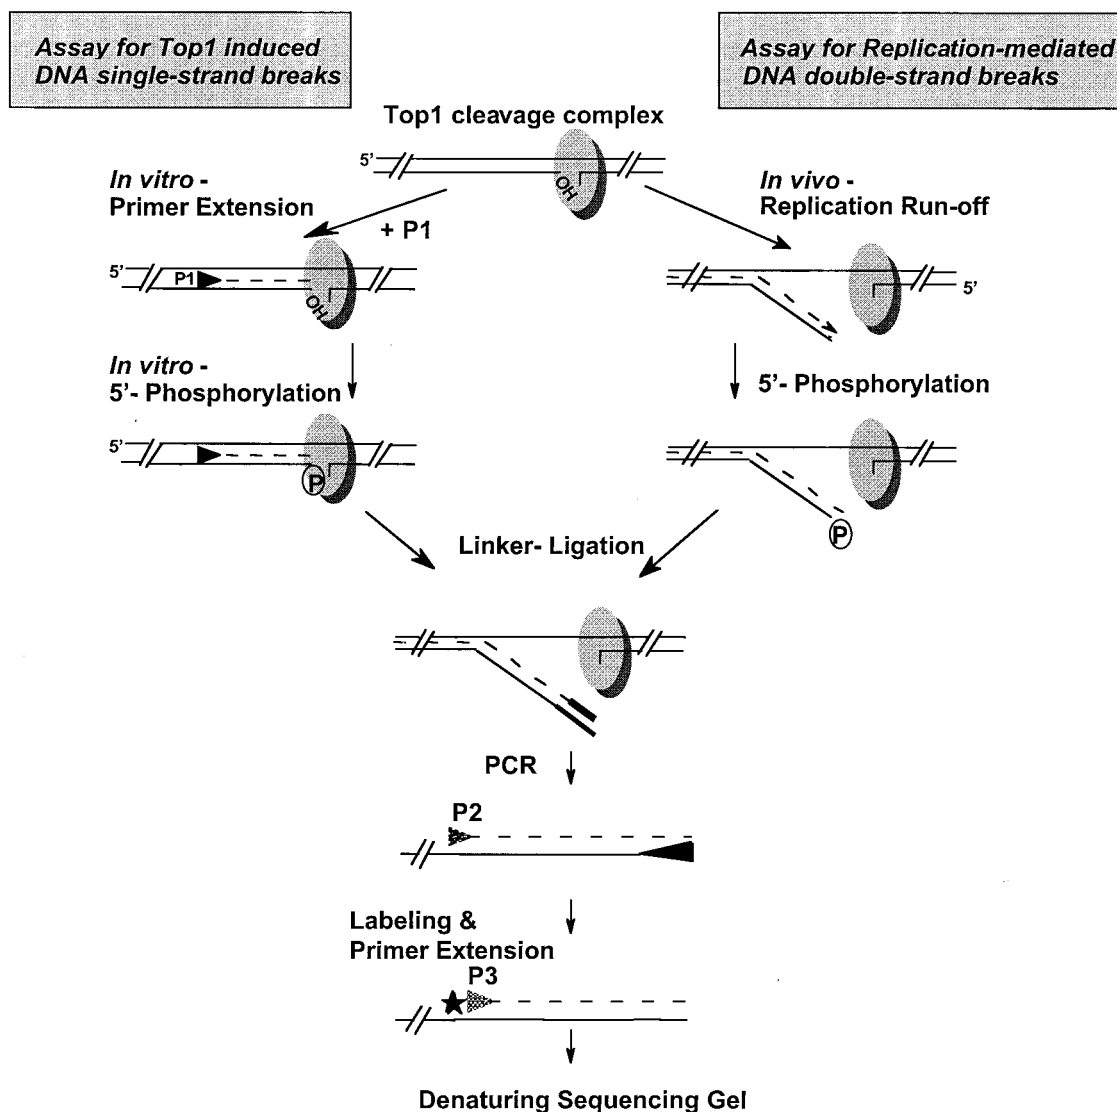 Assay for Top1 induced
DNA single-strand breaks
Assay for Replication-mediated
DNA double-strand breaks
Top1 cleavage complex
5'
OH
In vitro -
Primer Extension
+ P1
In vivo -
Replication Run-off
5'
P1
OH
5'
In vitro -
5'- Phosphorylation
5'- Phosphorylation
5'
P
P
Linker- Ligation
PCR
P2
Labeling &
Primer Extension
P3
Denaturing Sequencing Gel